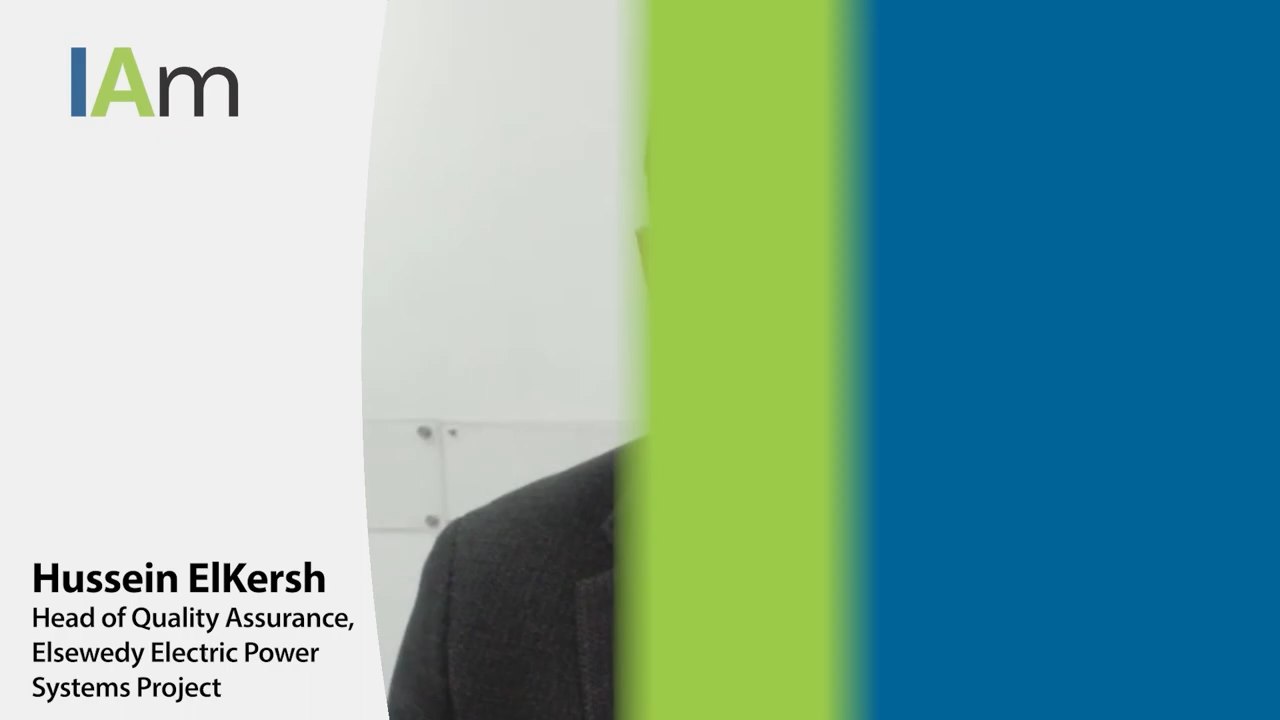 IAm
Hussein ElKersh
Head of Quality Assurance,
Elsewedy Electric Power
Systems Project